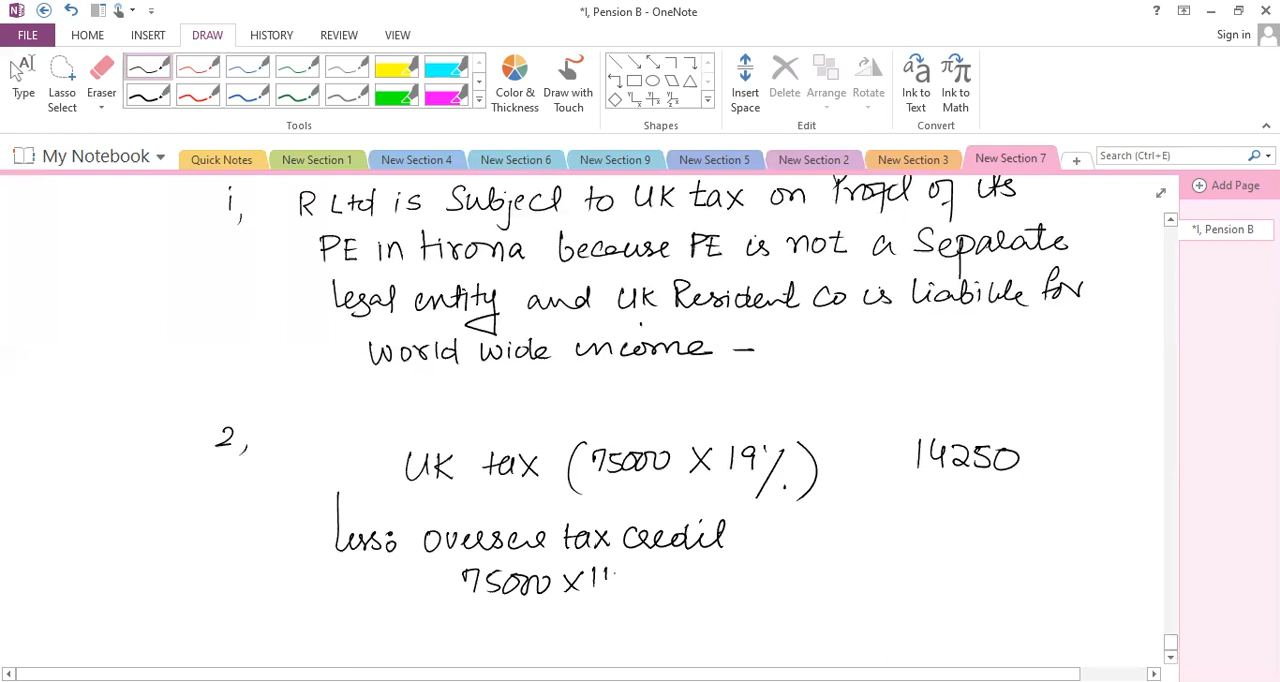 *I, Pension B - OneNote
?
Sign in
FILE HOME INSERT DRAW HISTORY REVIEW VIEW
Type
Lasso Select
Eraser
Color & Thickness
Draw with Touch
Insert Space
Delete
Arrange
Rotate
Ink to Text
Ink to Math
Tools
Shapes
Edit
Convert
My Notebook
Quick Notes New Section 1 New Section 4 New Section 6 New Section 9 New Section 5 New Section 2 New Section 3 New Section 7
Search (Ctrl+E)
Add Page
*I, Pension B
i, R Ltd is Subject to UK tax on of its
PE in Hirona because PE is not a Separate
legal entity and UK Resident Co is for
World Wide income -
2,
UK tax (75000 X 19%) 14250
less: tax credit
75000 X 11